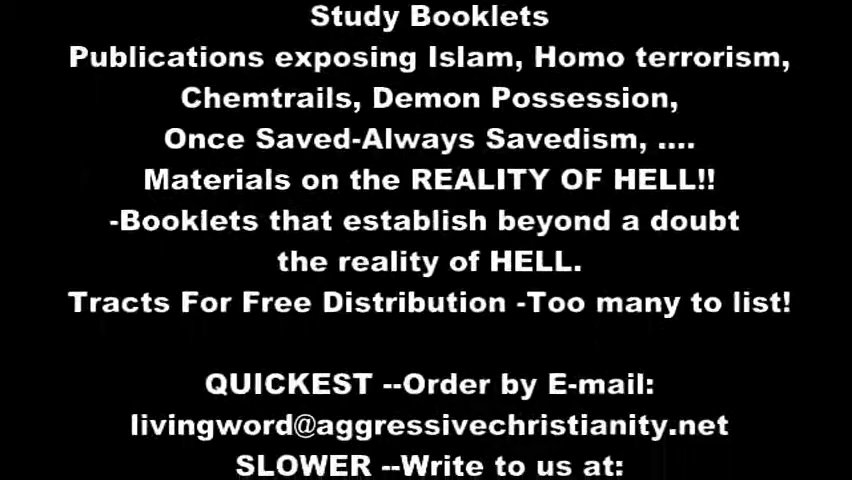 Study Booklets
Publications exposing Islam, Homo terrorism,
Chemtrails, Demon Possession,
Once Saved-Always Savedism, ....
Materials on the REALITY OF HELL!!
-Booklets that establish beyond a doubt
the reality of HELL.
Tracts For Free Distribution -Too many to list!
QUICKEST --Order by E-mail:
livingword@aggressivechristianity.net
SLOWER --Write to us at: